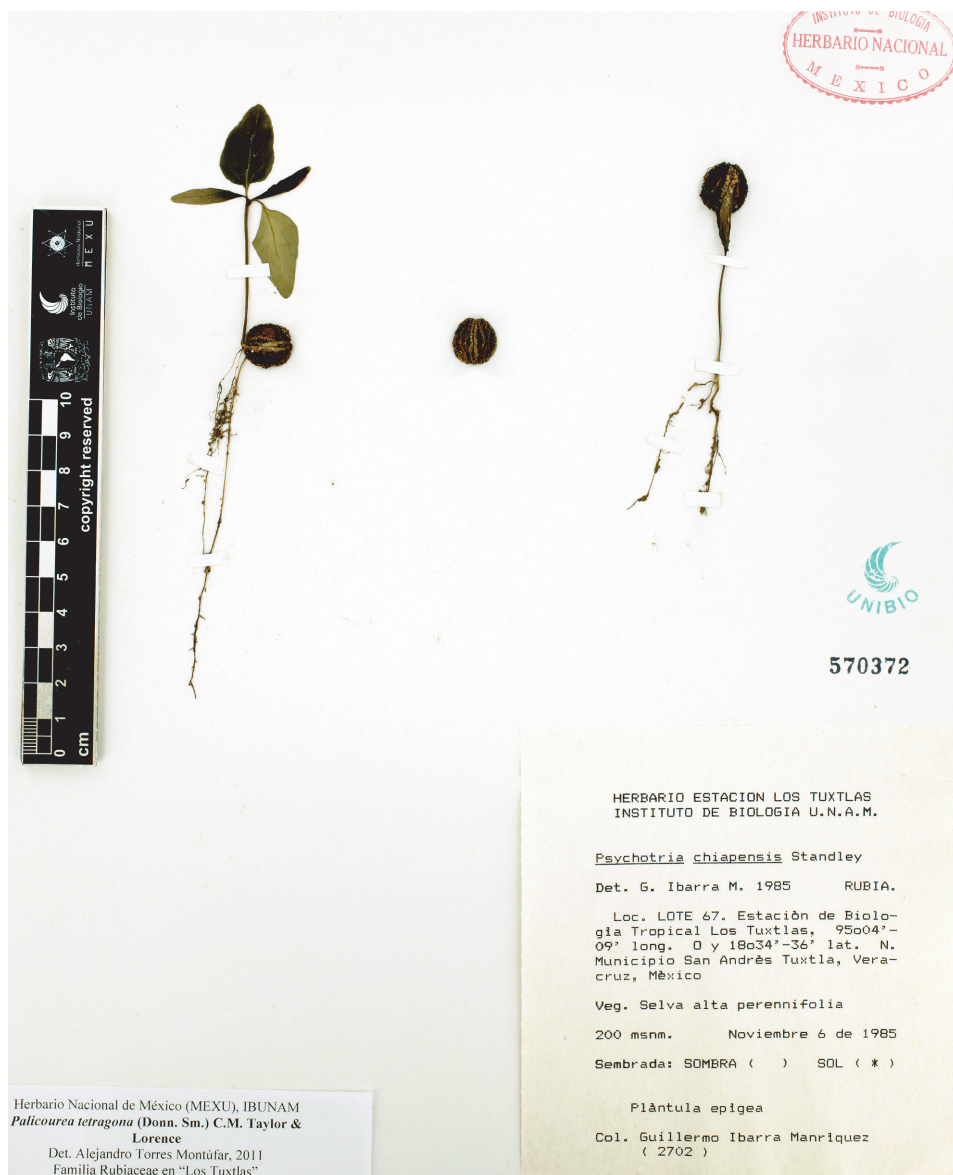 INSTITUTO DE BIOLOGIA
HERBARIO NACIONAL
MEXICO
Herbario Nacional
M E X U
Instituto
de Biología
UNAM
10
9
8
7
6
5
4
3
2
1
0
cm
copyright reserved
UNIBIO
570372
HERBARIO ESTACION LOS TUXTLAS
INSTITUTO DE BIOLOGIA U.N.A.M.
Psychotria chiapensis Standley
Det. G. Ibarra M. 1985 RUBIA.
Loc. LOTE 67. Estaciòn de Biolo-
gìa Tropical Los Tuxtlas, 95o04'-
09' long. O y 18o34'-36' lat. N.
Municipio San Andrès Tuxtla, Vera-
cruz, Mèxico
Veg. Selva alta perennifolia
200 msnm. Noviembre 6 de 1985
Sembrada: SOMBRA ( ) SOL ( * )
Plàntula epìgea
Col. Guillermo Ibarra Manrìquez
( 2702 )
Herbario Nacional de México (MEXU), IBUNAM
Palicourea tetragona (Donn. Sm.) C.M. Taylor &
Lorence
Det. Alejandro Torres Montúfar, 2011
Familia Rubiaceae en "Los Tuxtlas"